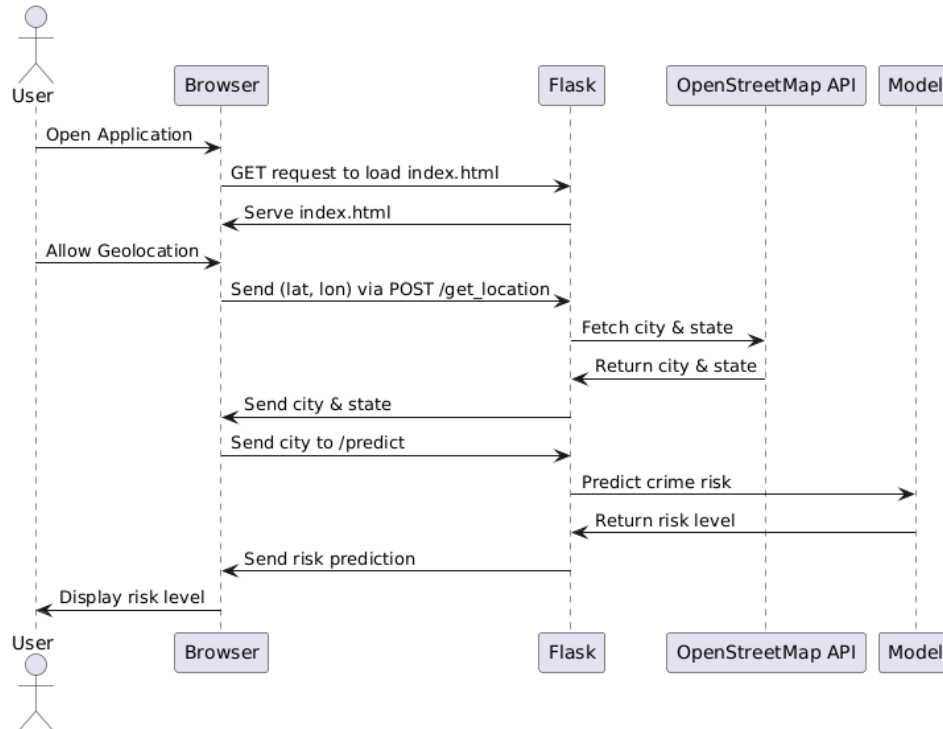 User
Browser
Flask
OpenStreetMap API
Model
Open Application
GET request to load index.html
Serve index.html
Allow Geolocation
Send (lat, lon) via POST /get_location
Fetch city & state
Return city & state
Send city & state
Send city to /predict
Predict crime risk
Return risk level
Send risk prediction
Display risk level
User
Browser
Flask
OpenStreetMap API
Model